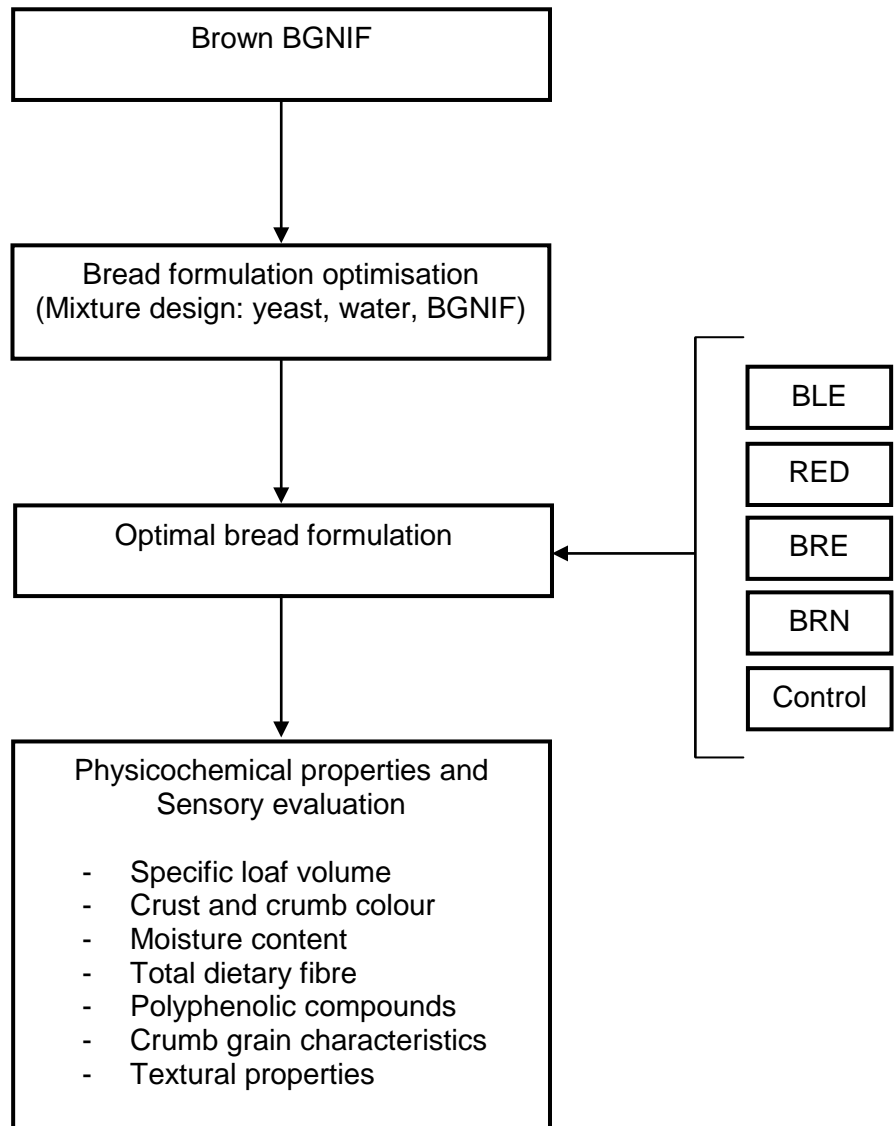 Brown BGNIF
Bread formulation optimisation
(Mixture design: yeast, water, BGNIF)
Optimal bread formulation
BLE
RED
BRE
BRN
Control
Physicochemical properties and
Sensory evaluation
- Specific loaf volume
- Crust and crumb colour
- Moisture content
- Total dietary fibre
- Polyphenolic compounds
- Crumb grain characteristics
- Textural properties